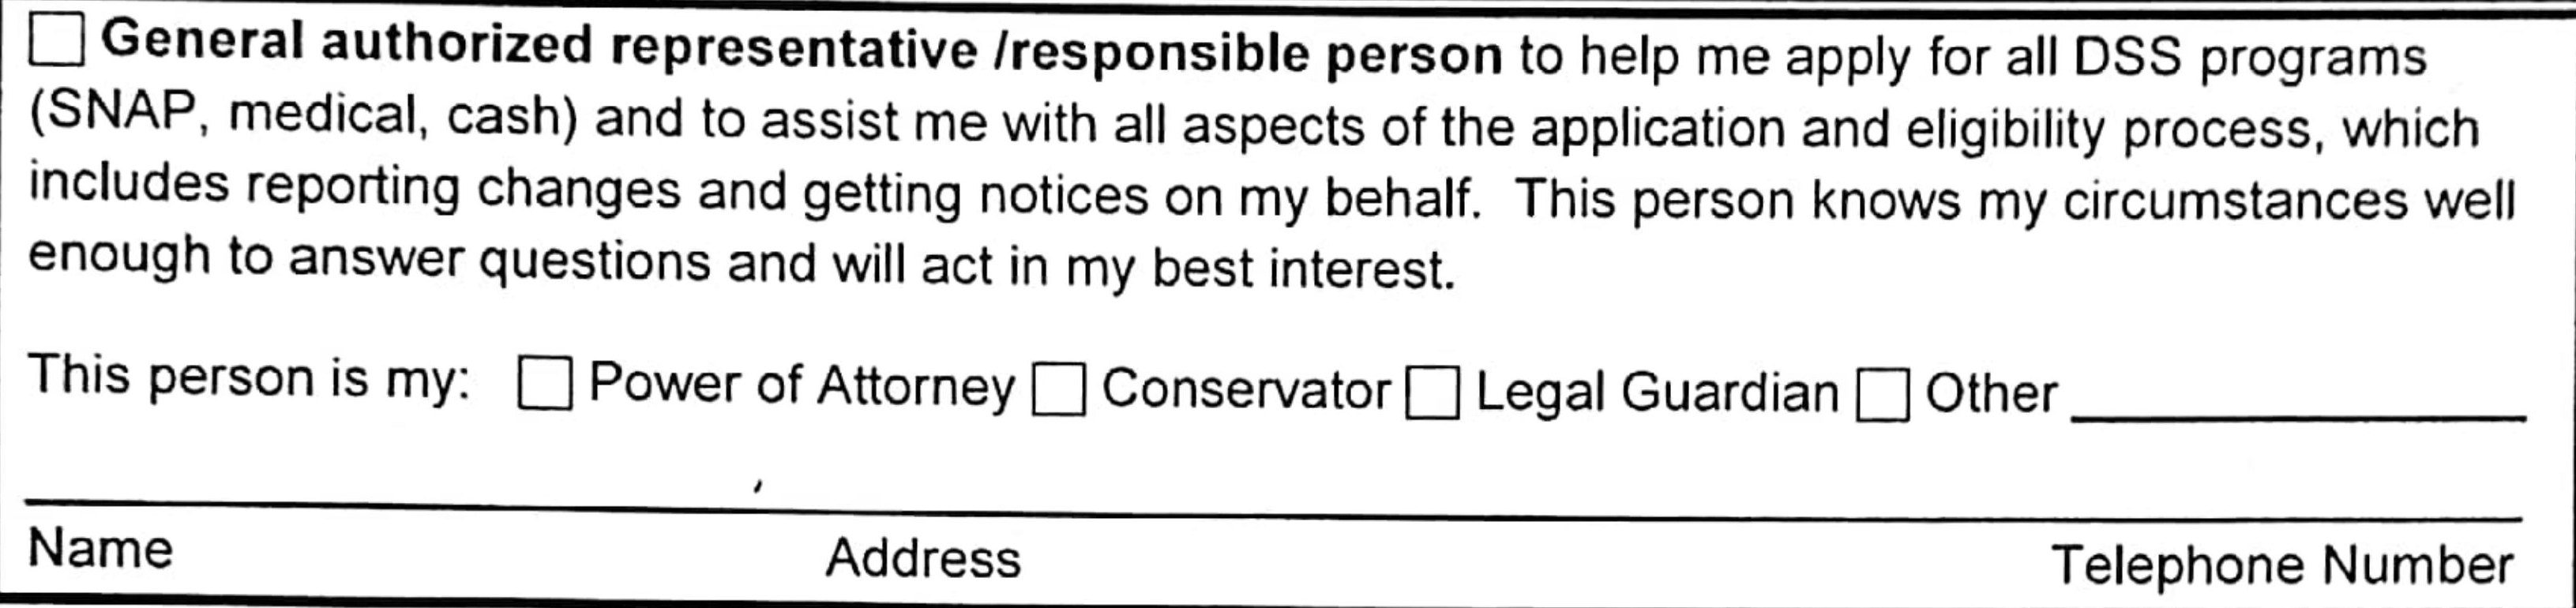 ☐ General authorized representative /responsible person to help me apply for all DSS programs
(SNAP, medical, cash) and to assist me with all aspects of the application and eligibility process, which
includes reporting changes and getting notices on my behalf. This person knows my circumstances well
enough to answer questions and will act in my best interest.
This person is my: ☐ Power of Attorney ☐ Conservator ☐ Legal Guardian ☐ Other ____________
Name Address Telephone Number